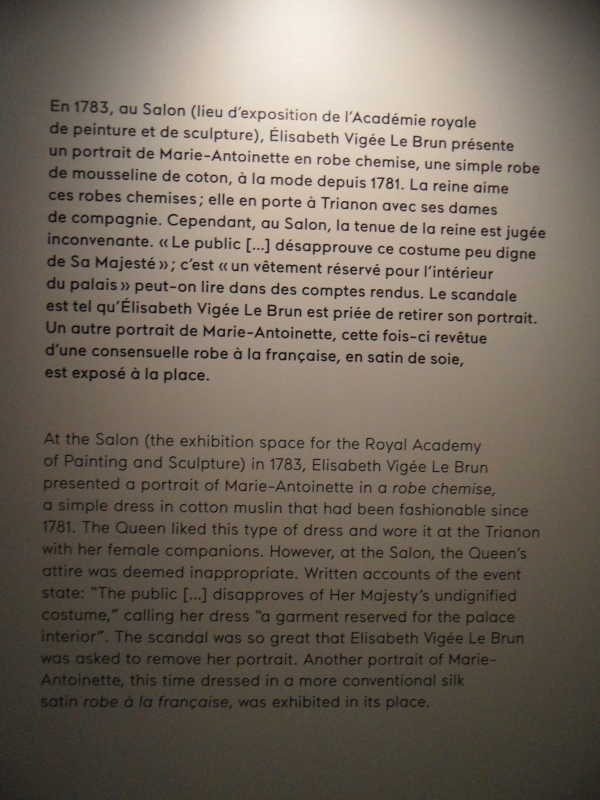 En 1783, au Salon (lieu d'exposition de l'Académie royale
de peinture et de sculpture), Élisabeth Vigée Le Brun présente
un portrait de Marie-Antoinette en robe chemise, une simple robe
de mousseline de coton, à la mode depuis 1781. La reine aime
ces robes chemises ; elle en porte à Trianon avec ses dames
de compagnie. Cependant, au Salon, la tenue de la reine est jugée
inconvenante. « Le public [...] désapprouve ce costume peu digne
de Sa Majesté » ; c'est « un vêtement réservé pour l'intérieur
du palais » peut-on lire dans des comptes rendus. Le scandale
est tel qu'Élisabeth Vigée Le Brun est priée de retirer son portrait.
Un autre portrait de Marie-Antoinette, cette fois-ci revêtue
d'une consensuelle robe à la française, en satin de soie,
est exposé à la place.
At the Salon (the exhibition space for the Royal Academy
of Painting and Sculpture) in 1783, Elisabeth Vigée Le Brun
presented a portrait of Marie-Antoinette in a robe chemise,
a simple dress in cotton muslin that had been fashionable since
1781. The Queen liked this type of dress and wore it at the Trianon
with her female companions. However, at the Salon, the Queen's
attire was deemed inappropriate. Written accounts of the event
state: "The public [...] disapproves of Her Majesty's undignified
costume," calling her dress "a garment reserved for the palace
interior". The scandal was so great that Elisabeth Vigée Le Brun
was asked to remove her portrait. Another portrait of Marie-
Antoinette, this time dressed in a more conventional silk
satin robe à la française, was exhibited in its place.